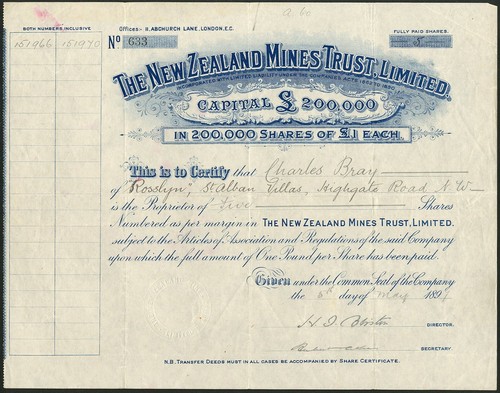 a.b.
BOTH NUMBERS INCLUSIVE
Offices:- 11, ABCHURCH LANE, LONDON, E.C.
FULLY PAID SHARES.
151966 151970
No 633
5
THE NEW ZEALAND MINES TRUST, LIMITED,
INCORPORATED WITH LIMITED LIABILITY UNDER THE COMPANIES ACTS 1862 TO 1890.
CAPITAL £ 200,000
IN 200,000 SHARES OF £1 EACH.
This is to Certify that Charles Bray
of "Rosslyn", St Alban Villas, Highgate Road N.W.
is the Proprietor of "Five" Shares
Numbered as per margin in THE NEW ZEALAND MINES TRUST, LIMITED.
subject to the Articles of Association and Regulations of the said Company
upon which the full amount of One Pound per Share has been paid.
Given under the Common Seal of the Company
the day of May 1897
DIRECTOR.
SECRETARY.
N.B. TRANSFER DEEDS MUST IN ALL CASES BE ACCOMPANIED BY SHARE CERTIFICATE.